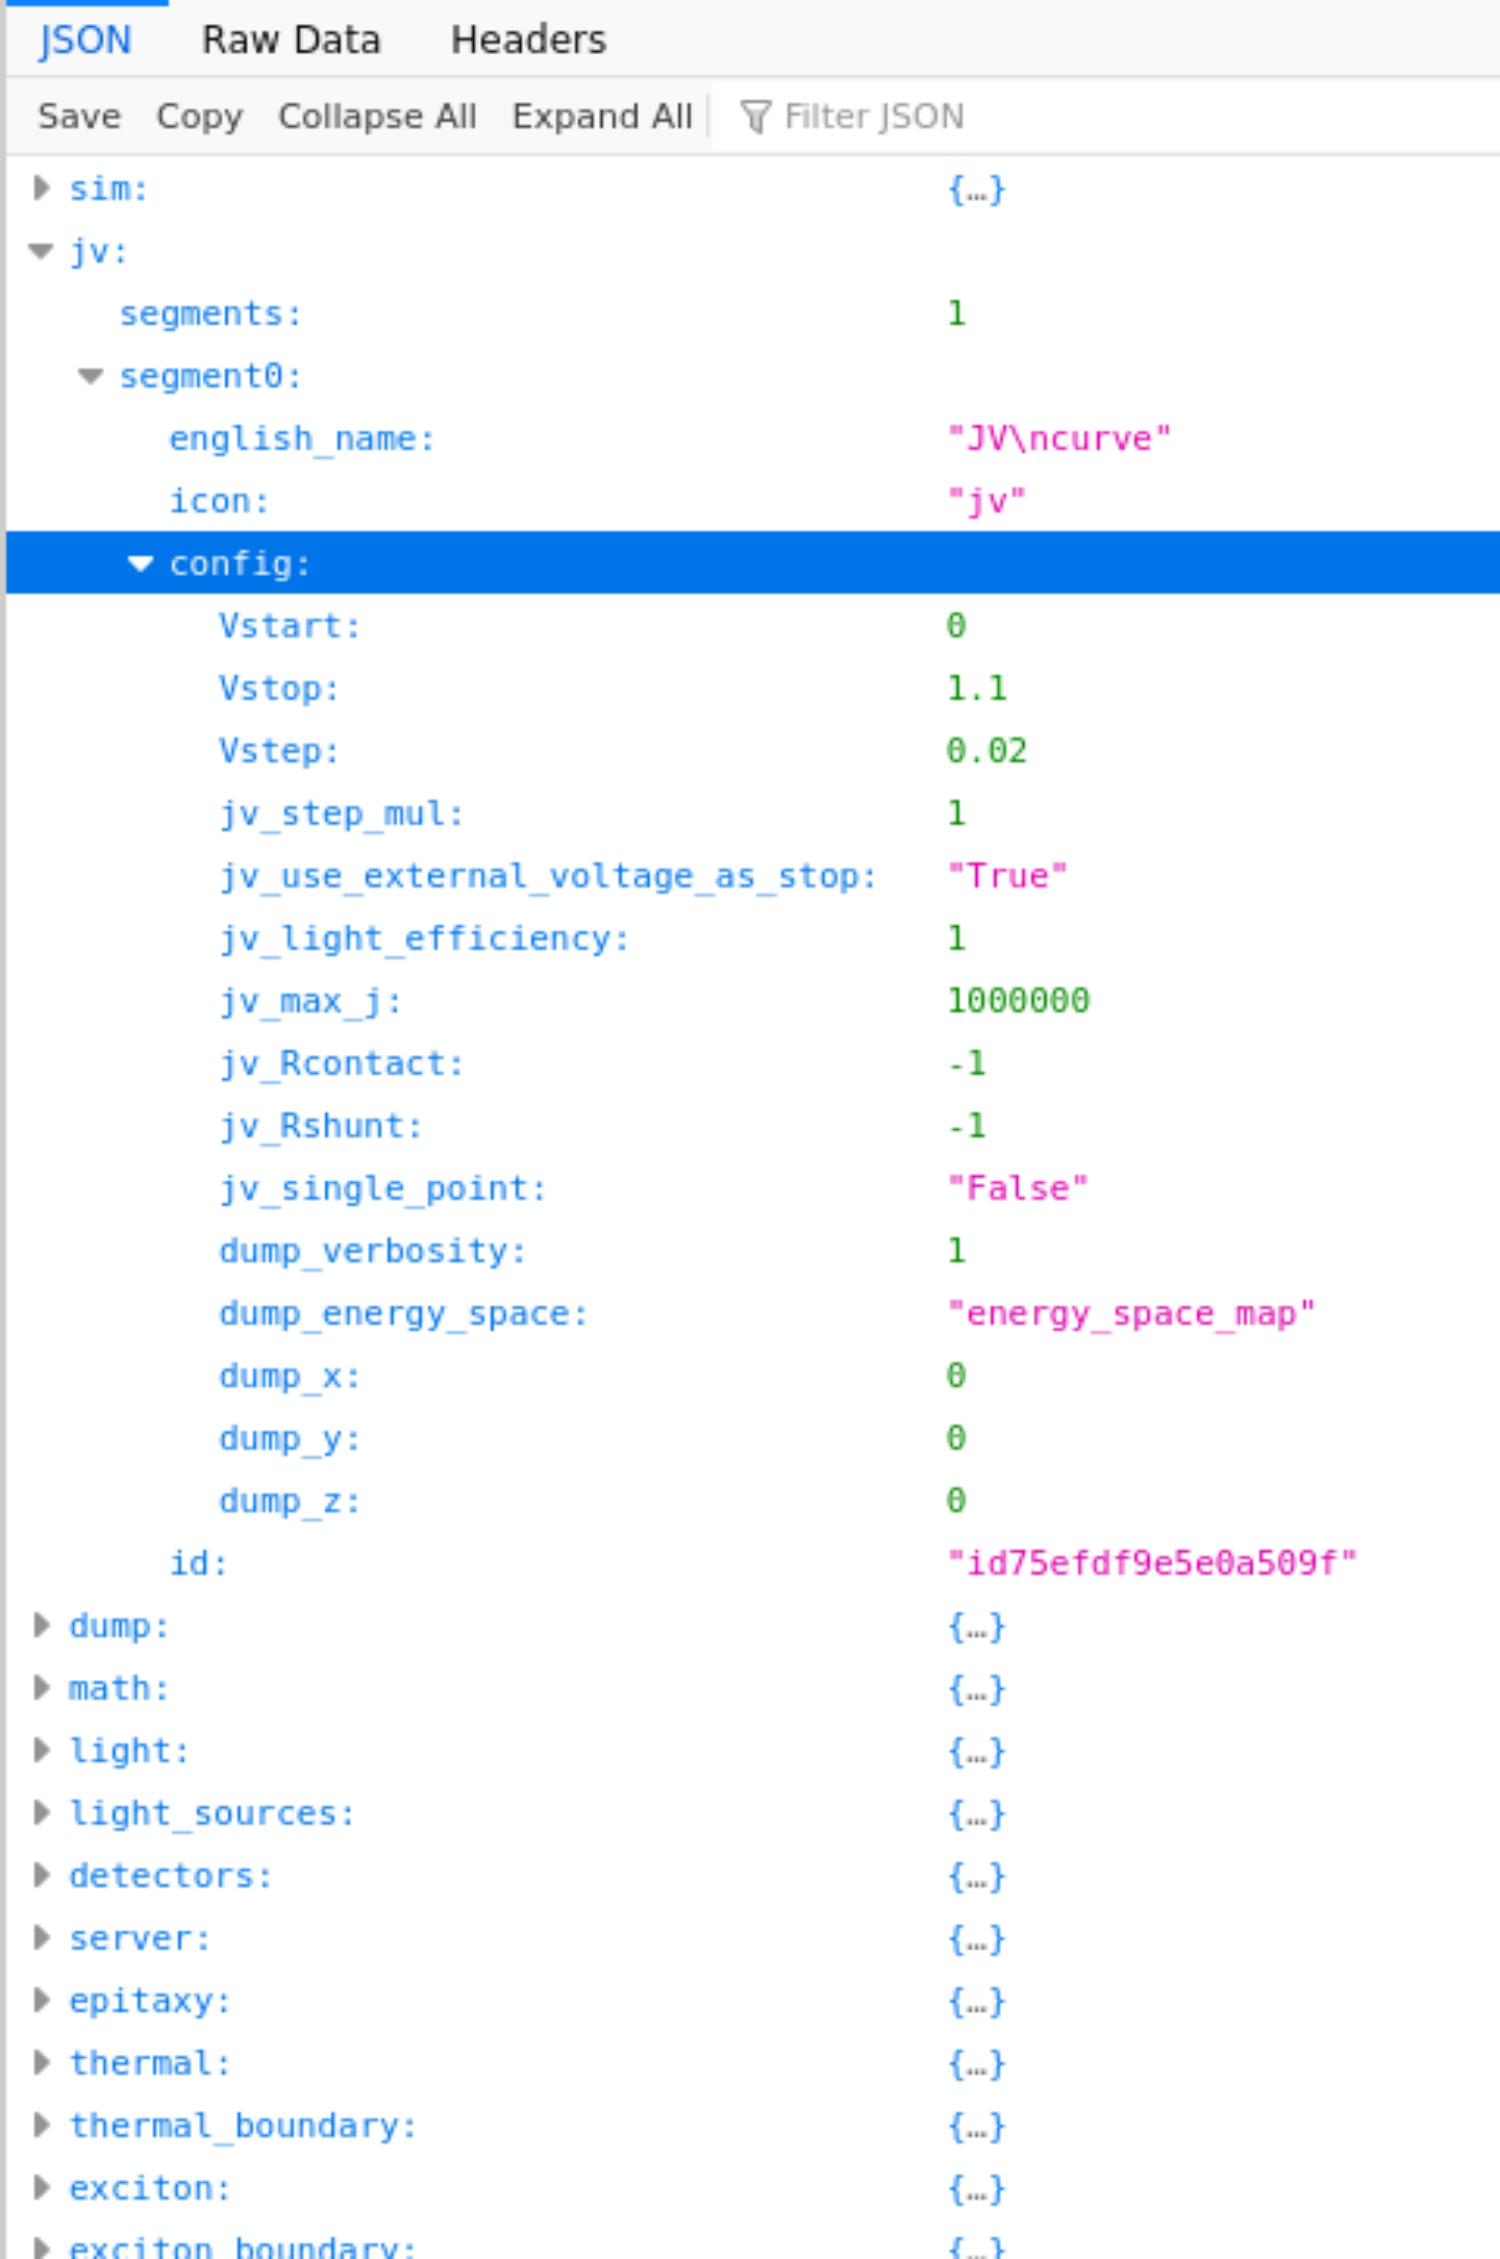 JSON Raw Data Headers
Save Copy Collapse All Expand All Filter JSON
sim: {…}
jv:
segments: 1
segment0:
english_name: "JV\ncurve"
icon: "jv"
config:
Vstart: 0
Vstop: 1.1
Vstep: 0.02
jv_step_mul: 1
jv_use_external_voltage_as_stop: "True"
jv_light_efficiency: 1
jv_max_j: 1000000
jv_Rcontact: -1
jv_Rshunt: -1
jv_single_point: "False"
dump_verbosity: 1
dump_energy_space: "energy_space_map"
dump_x: 0
dump_y: 0
dump_z: 0
id: "id75efdf9e5e0a509f"
dump: {…}
math: {…}
light: {…}
light_sources: {…}
detectors: {…}
server: {…}
epitaxy: {…}
thermal: {…}
thermal_boundary: {…}
exciton: {…}
exciton_boundary: {…}